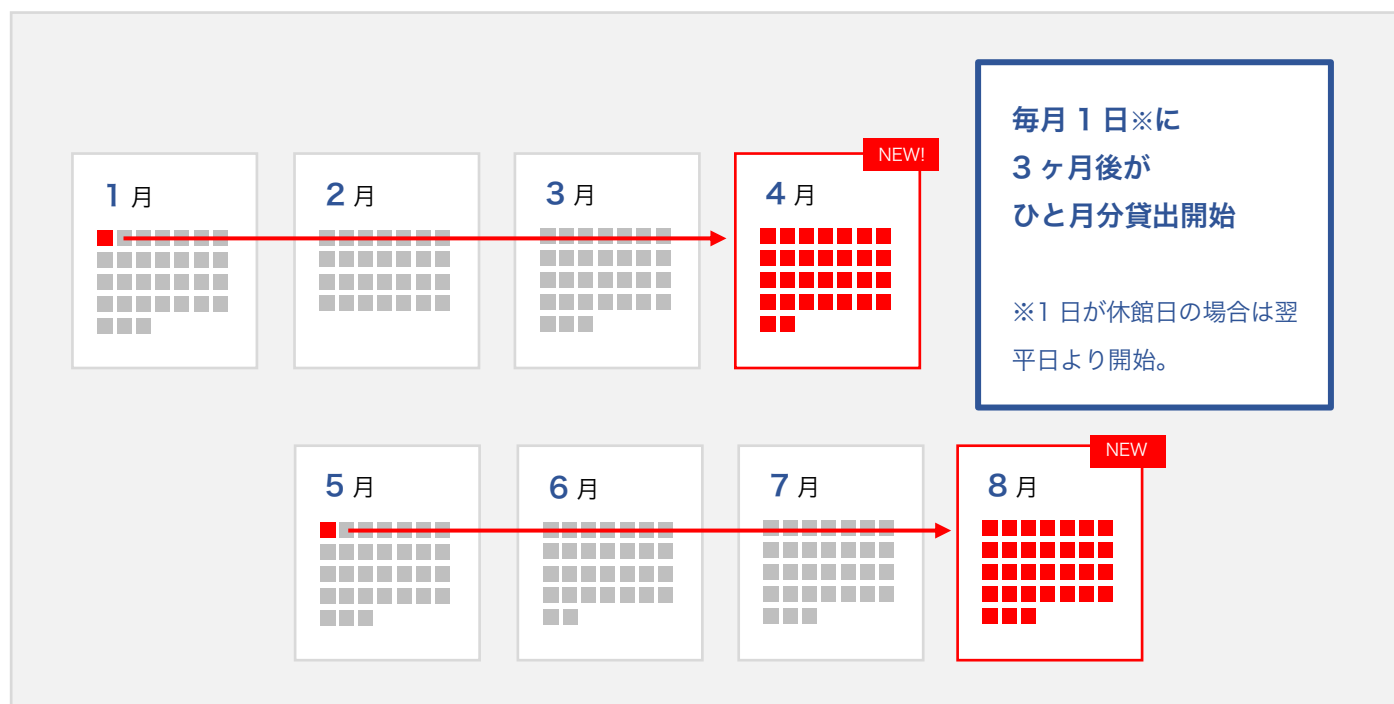 毎月1日※に
3ヶ月後が
ひと月分貸出開始
※1日が休館日の場合は翌
平日より開始。
NEW!
1月
2月
3月
4月
NEW
5月
6月
7月
8月